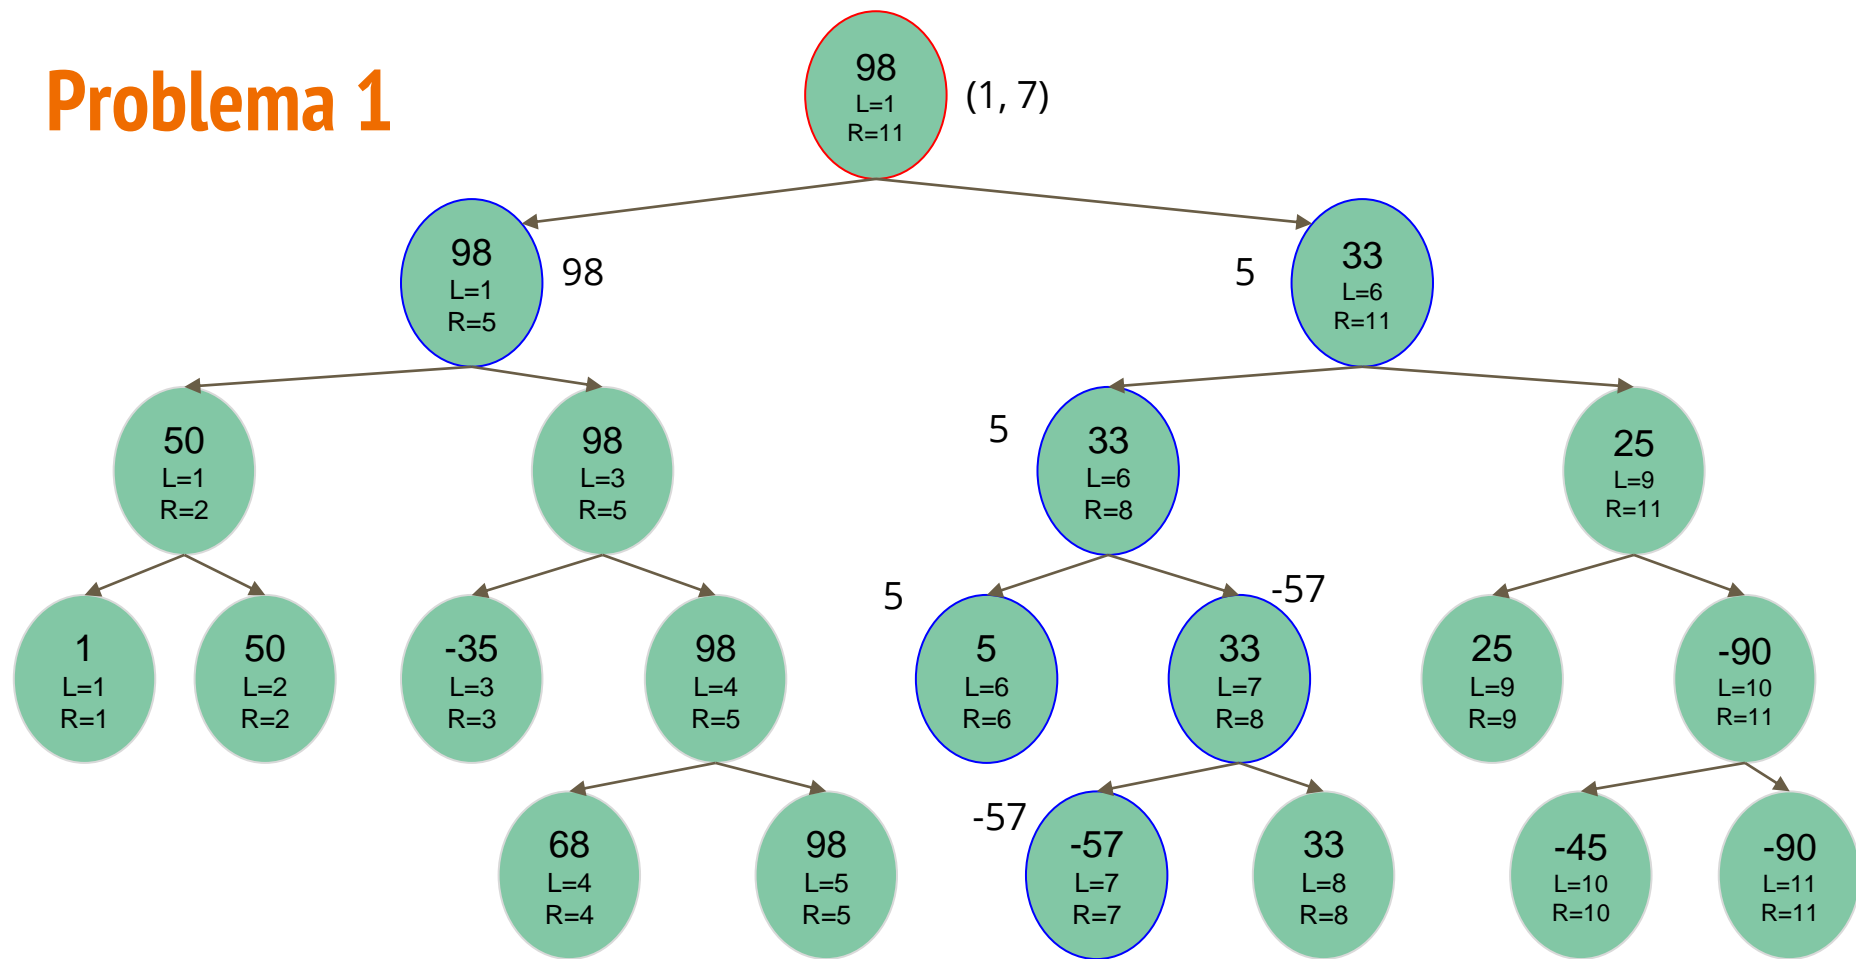 Problema 1
98
L=1
R=11
(1, 7)
98
L=1
R=5
98
5
33
L=6
R=11
50
L=1
R=2
98
L=3
R=5
5
33
L=6
R=8
25
L=9
R=11
1
L=1
R=1
50
L=2
R=2
-35
L=3
R=3
98
L=4
R=5
5
5
L=6
R=6
-57
33
L=7
R=8
25
L=9
R=9
-90
L=10
R=11
68
L=4
R=4
98
L=5
R=5
-57
-57
L=7
R=7
33
L=8
R=8
-45
L=10
R=10
-90
L=11
R=11